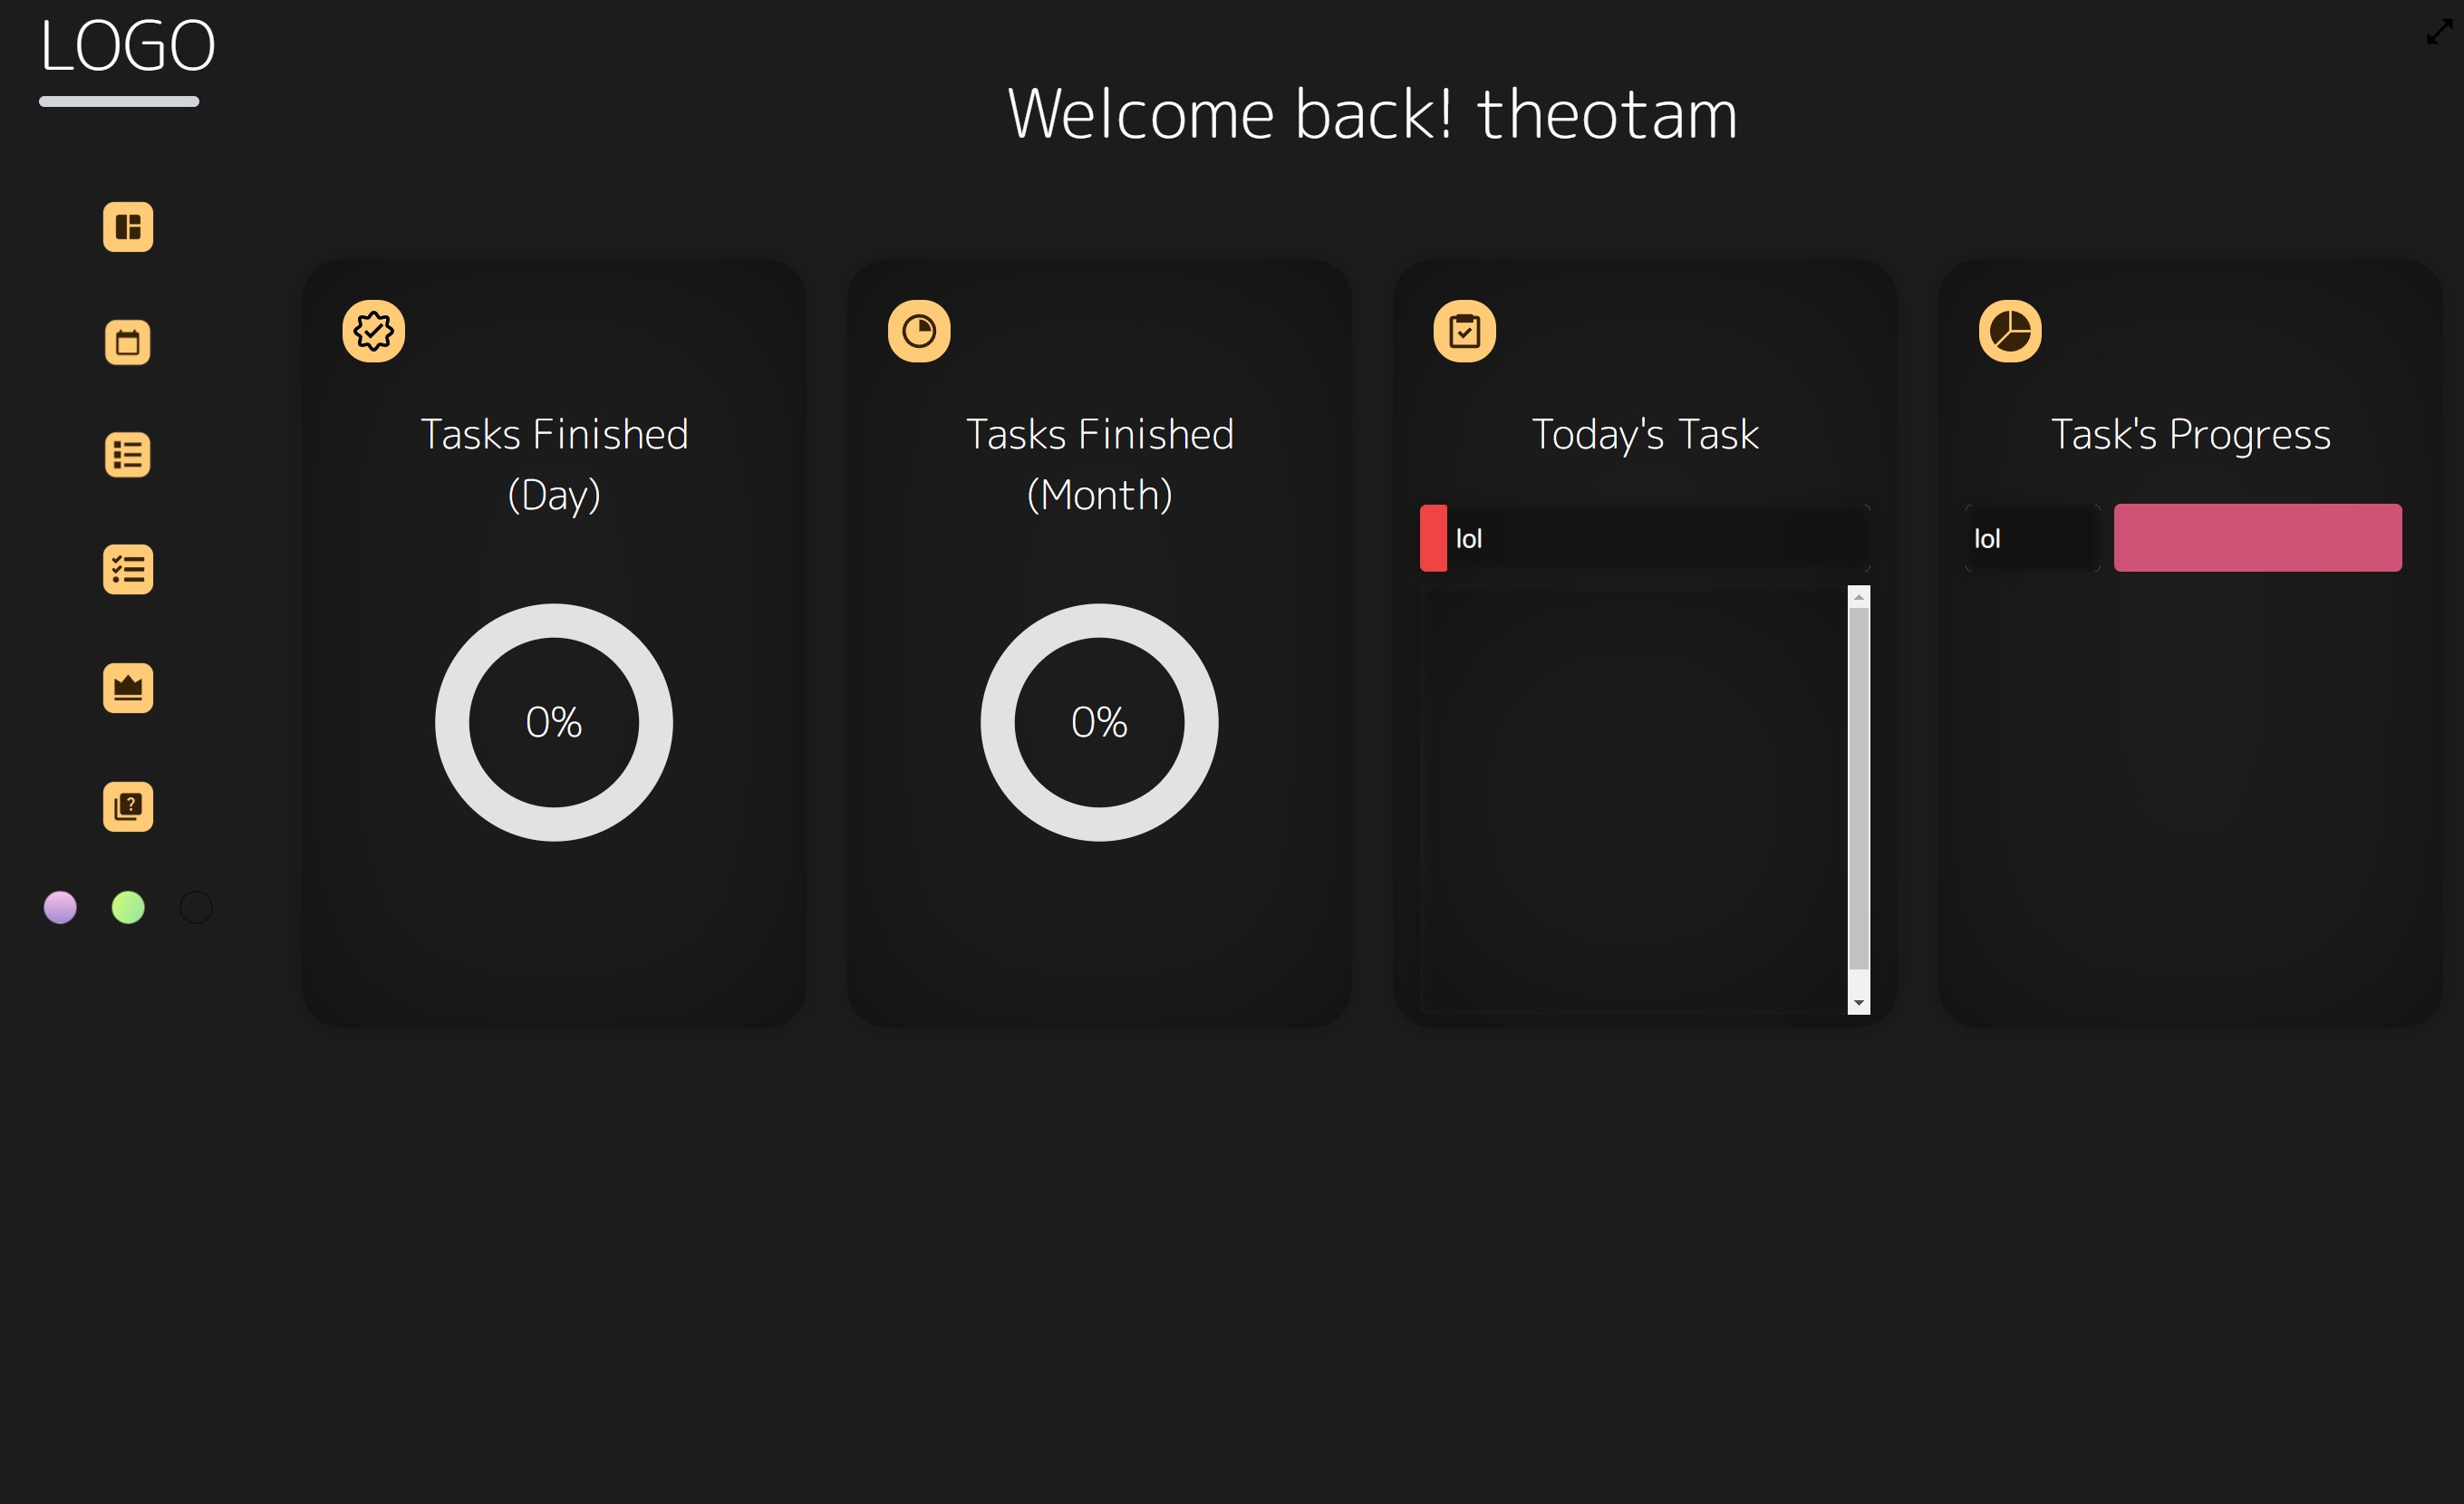 LOGO
Welcome back! theotam
Tasks Finished
(Day)
0%
Tasks Finished
(Month)
0%
Today's Task
lol
Task's Progress
lol
?